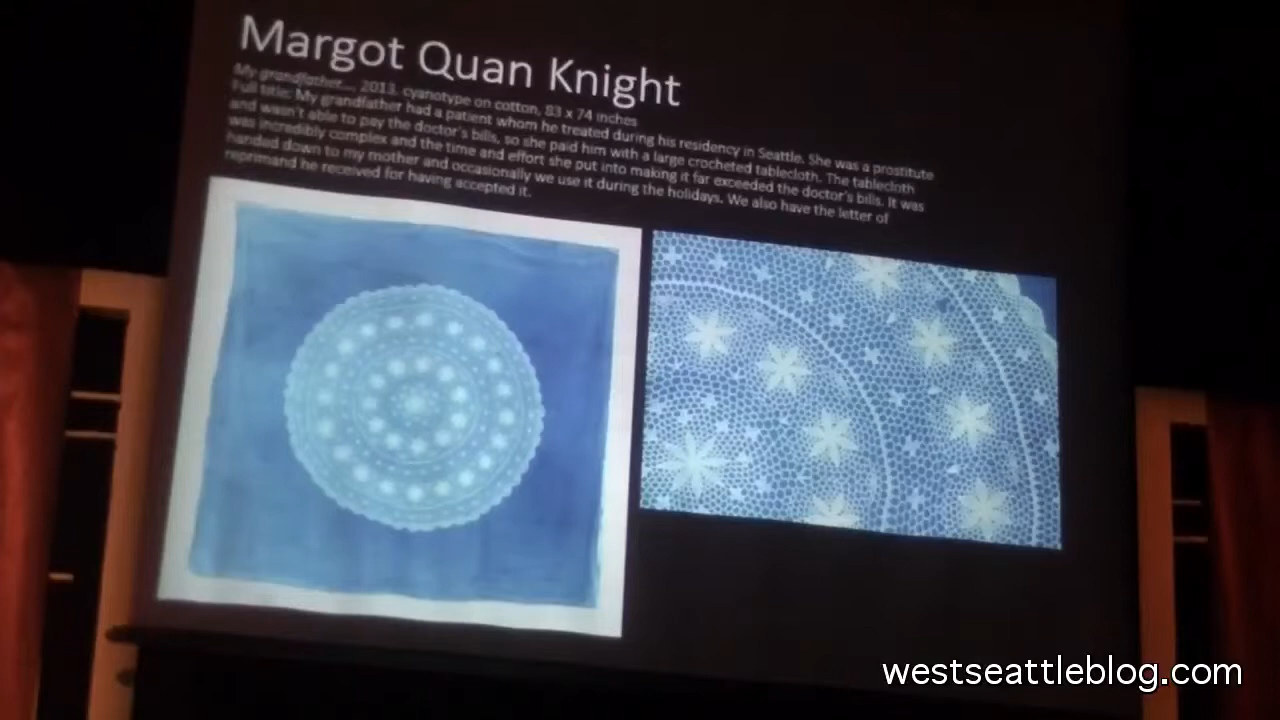 Margot Quan Knight
My grandfather..., 2013, cyanotype on cotton, 83 x 74 inches
Full title: My grandfather had a patient whom he treated during his residency in Seattle. She was a prostitute
and wasn't able to pay the doctor's bills, so she paid him with a large crocheted tablecloth. The tablecloth
was incredibly complex and the time and effort she put into making it far exceeded the doctor's bills. It was
handed down to my mother and occasionally we use it during the holidays. We also have the letter of
reprimand he received for having accepted it.
westseattleblog.com